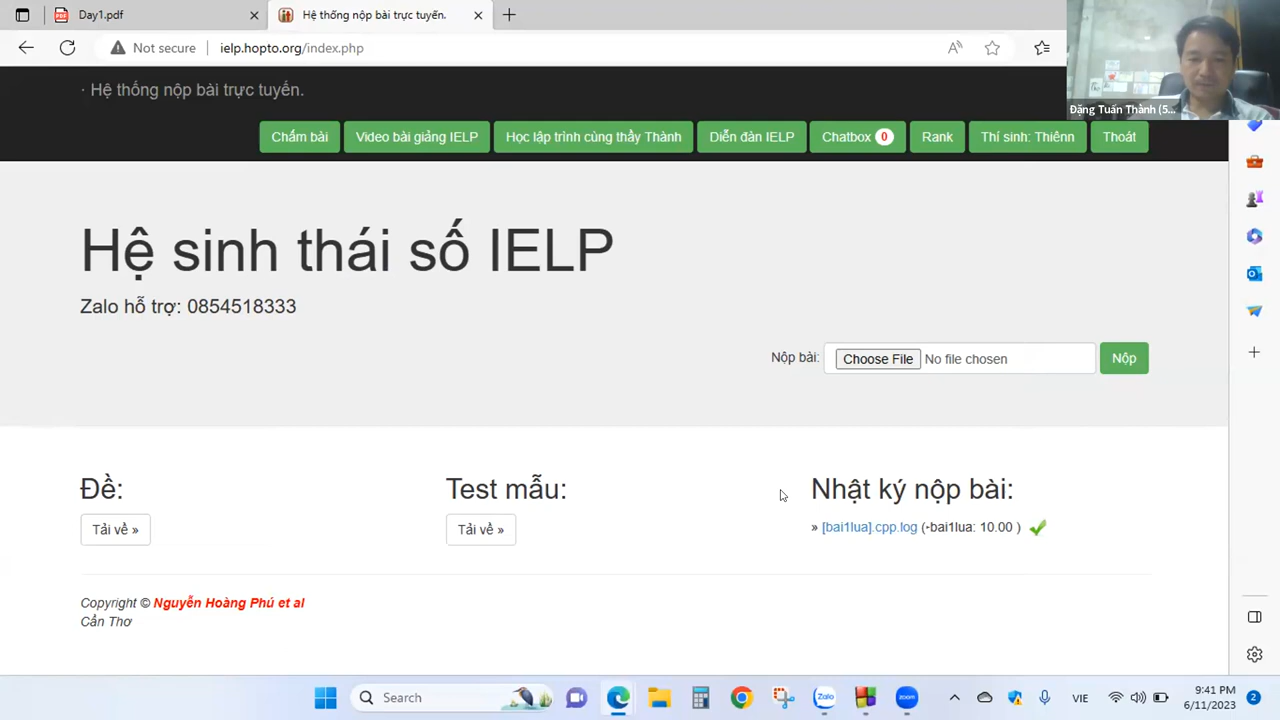 Day1.pdf
Hệ thống nộp bài trực tuyến.
Not secure
ielp.hopto.org/index.php
Đặng Tuấn Thành (5...
· Hệ thống nộp bài trực tuyến.
Chấm bài
Video bài giảng IELP
Học lập trình cùng thầy Thành
Diễn đàn IELP
Chatbox 0
Rank
Thí sinh: Thiênn
Thoát
Hệ sinh thái số IELP
Zalo hỗ trợ: 0854518333
Nộp bài:
Choose File No file chosen
Nộp
Đề:
Tải về »
Test mẫu:
Tải về »
Nhật ký nộp bài:
» [bai1lua].cpp.log (-bai1lua: 10.00 )
Copyright © Nguyễn Hoàng Phú et al
Cần Thơ
Search
VIE
9:41 PM
6/11/2023
2